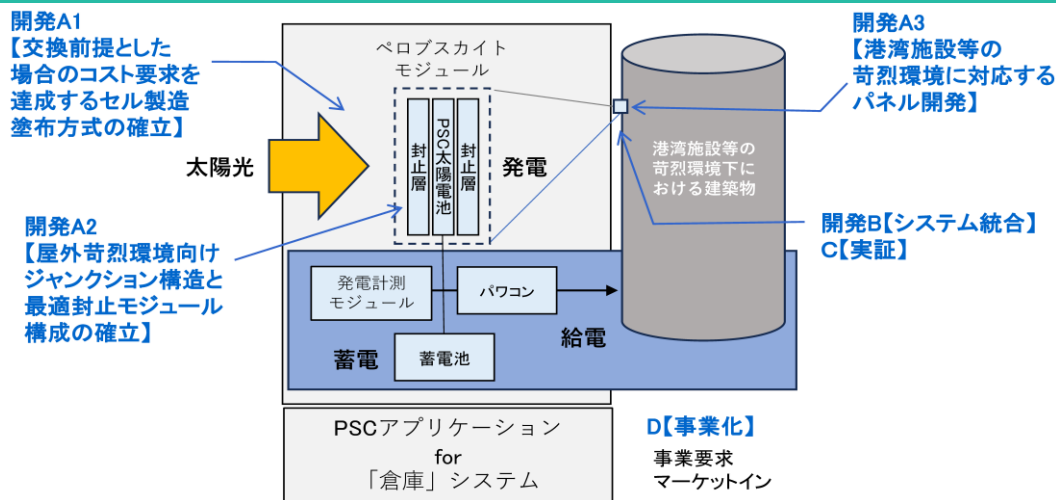 開発A1
【交換前提とした
場合のコスト要求を
達成するセル製造
塗布方式の確立】
ペロブスカイト
モジュール
開発A3
【港湾施設等の
苛烈環境に対応する
パネル開発】
太陽光
封止層
PSC太陽電池
封止層
発電
港湾施設等の
苛烈環境下に
おける建築物
開発A2
【屋外苛烈環境向け
ジャンクション構造と
最適封止モジュール
構成の確立】
開発B【システム統合】
C【実証】
発電計測
モジュール
パワコン
給電
蓄電
蓄電池
PSCアプリケーション
for
「倉庫」システム
D【事業化】
事業要求
マーケットイン